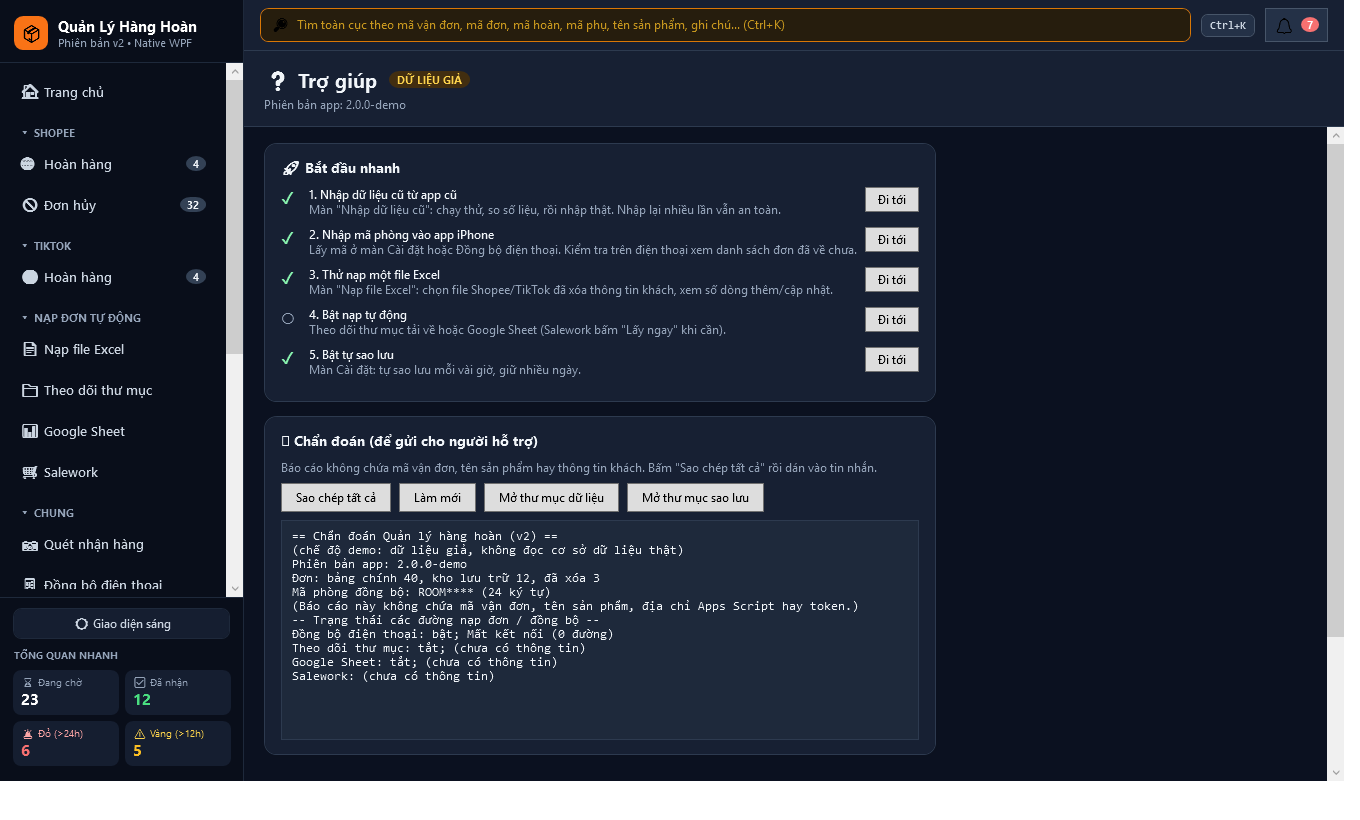 Quản Lý Hàng Hoàn
Phiên bản v2 • Native WPF
Tìm toàn cục theo mã vận đơn, mã đơn, mã hoàn, mã phụ, tên sản phẩm, ghi chú... (Ctrl+K)
Ctrl+K
7
Trang chủ
SHOPEE
Hoàn hàng 4
Đơn hủy 32
TIKTOK
Hoàn hàng 4
NẠP ĐƠN TỰ ĐỘNG
Nạp file Excel
Theo dõi thư mục
Google Sheet
Salework
CHUNG
Quét nhận hàng
Đồng bộ điện thoại
Giao diện sáng
TỔNG QUAN NHANH
Đang chờ
23
Đã nhận
12
Đỏ (>24h)
6
Vàng (>12h)
5
? Trợ giúp DỮ LIỆU GIẢ
Phiên bản app: 2.0.0-demo
Bắt đầu nhanh
1. Nhập dữ liệu cũ từ app cũ
Màn "Nhập dữ liệu cũ": chạy thử, so số liệu, rồi nhập thật. Nhập lại nhiều lần vẫn an toàn.
Đi tới
2. Nhập mã phòng vào app iPhone
Lấy mã ở màn Cài đặt hoặc Đồng bộ điện thoại. Kiểm tra trên điện thoại xem danh sách đơn đã về chưa.
Đi tới
3. Thử nạp một file Excel
Màn "Nạp file Excel": chọn file Shopee/TikTok đã xóa thông tin khách, xem số dòng thêm/cập nhật.
Đi tới
4. Bật nạp tự động
Theo dõi thư mục tải về hoặc Google Sheet (Salework bấm "Lấy ngay" khi cần).
Đi tới
5. Bật tự sao lưu
Màn Cài đặt: tự sao lưu mỗi vài giờ, giữ nhiều ngày.
Đi tới
Chẩn đoán (để gửi cho người hỗ trợ)
Báo cáo không chứa mã vận đơn, tên sản phẩm hay thông tin khách. Bấm "Sao chép tất cả" rồi dán vào tin nhắn.
Sao chép tất cả Làm mới Mở thư mục dữ liệu Mở thư mục sao lưu
== Chẩn đoán Quản lý hàng hoàn (v2) ==
(chế độ demo: dữ liệu giả, không đọc cơ sở dữ liệu thật)
Phiên bản app: 2.0.0-demo
Đơn: bảng chính 40, kho lưu trữ 12, đã xóa 3
Mã phòng đồng bộ: ROOM**** (24 ký tự)
(Báo cáo này không chứa mã vận đơn, tên sản phẩm, địa chỉ Apps Script hay token.)
-- Trạng thái các đường nạp đơn / đồng bộ --
Đồng bộ điện thoại: bật; Mất kết nối (0 đường)
Theo dõi thư mục: tắt; (chưa có thông tin)
Google Sheet: tắt; (chưa có thông tin)
Salework: (chưa có thông tin)